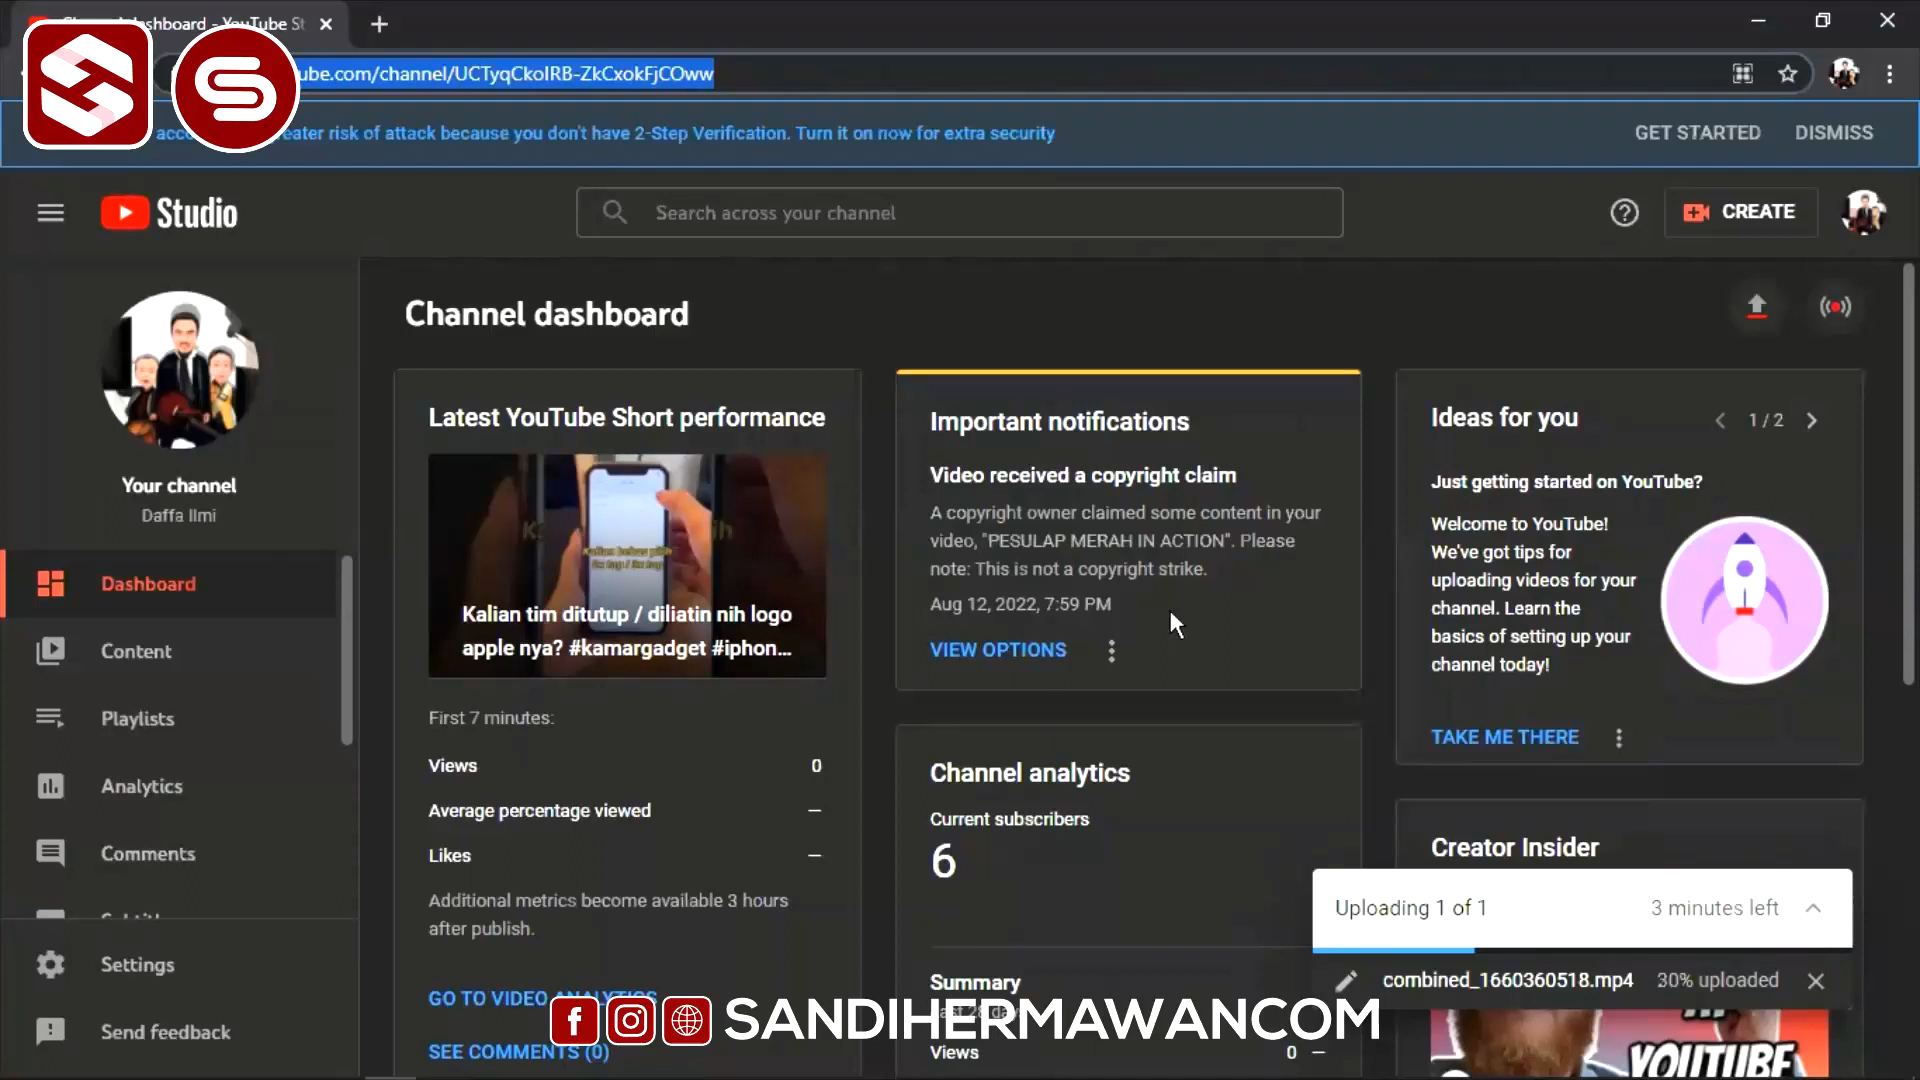 shboard - YouTube St
ube.com/channel/UCTyqCkoIRB-ZkCxokFjCOww
eater risk of attack because you don't have 2-Step Verification. Turn it on now for extra security
GET STARTED
DISMISS
Studio
Search across your channel
CREATE
Your channel
Daffa Ilmi
Dashboard
Content
Playlists
Analytics
Comments
Settings
Send feedback
Channel dashboard
Latest YouTube Short performance
Kalian tim ditutup / diliatin nih logo
apple nya? #kamargadget #iphon...
First 7 minutes:
Views 0
Average percentage viewed —
Likes —
Additional metrics become available 3 hours
after publish.
GO TO VIDEO ANALYTICS
SEE COMMENTS (0)
Important notifications
Video received a copyright claim
A copyright owner claimed some content in your
video, "PESULAP MERAH IN ACTION". Please
note: This is not a copyright strike.
Aug 12, 2022, 7:59 PM
VIEW OPTIONS
Channel analytics
Current subscribers
6
Summary
Views 0 —
Ideas for you
1 / 2
Just getting started on YouTube?
Welcome to YouTube!
We've got tips for
uploading videos for your
channel. Learn the
basics of setting up your
channel today!
TAKE ME THERE
Creator Insider
Uploading 1 of 1
3 minutes left
combined_1660360518.mp4
30% uploaded
YOUTUBE
SANDIHERMAWANCOM